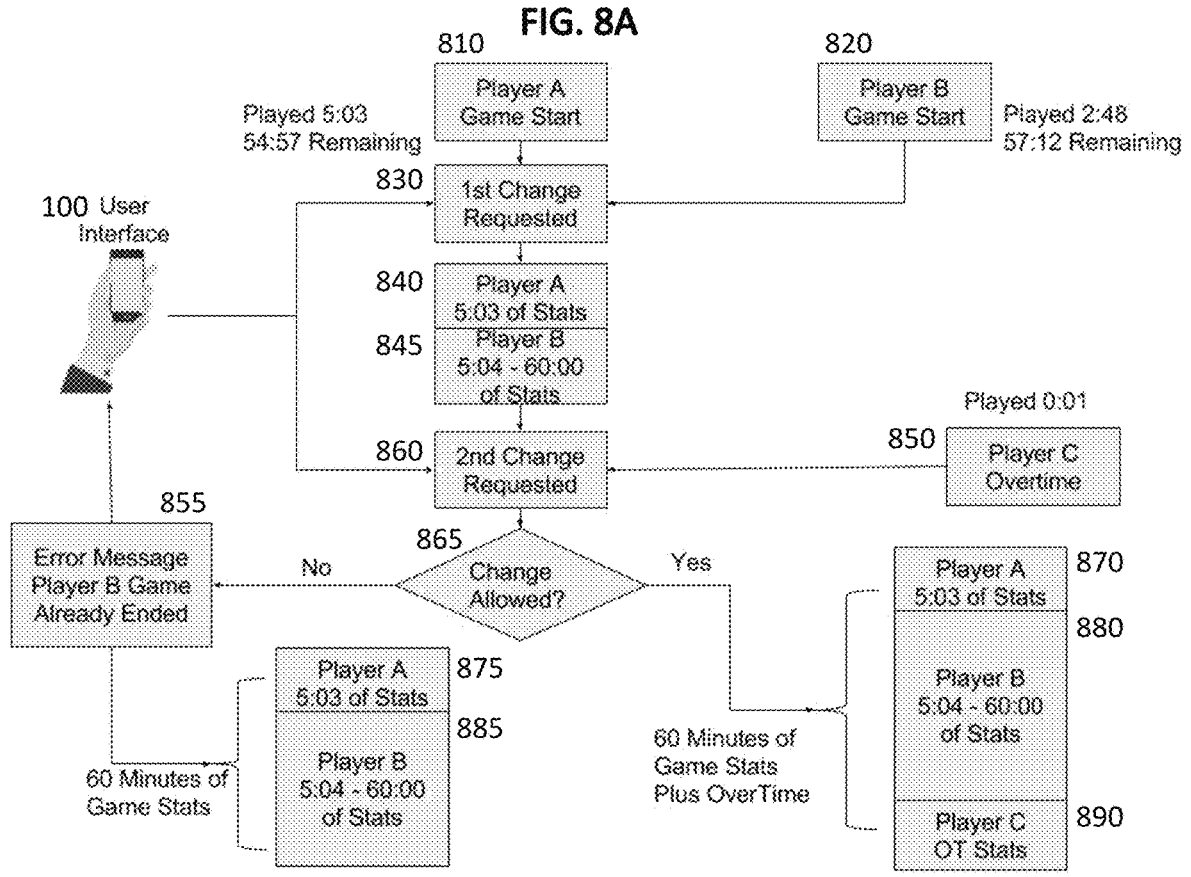 FIG. 8A
810
820
Player A
Game Start
Player B
Game Start
Played 5:03
54:57 Remaining
Played 2:48
57:12 Remaining
830
1st Change
Requested
100 User
Interface
840
Player A
5:03 of Stats
845
Player B
5:04 - 60:00
of Stats
Played 0:01
850
Player C
Overtime
860
2nd Change
Requested
855
Error Message
Player B Game
Already Ended
865
Change
Allowed?
No
Yes
870
Player A
5:03 of Stats
880
Player B
5:04 - 60:00
of Stats
890
Player C
OT Stats
875
Player A
5:03 of Stats
885
Player B
5:04 - 60:00
of Stats
60 Minutes of
Game Stats
60 Minutes of
Game Stats
Plus OverTime